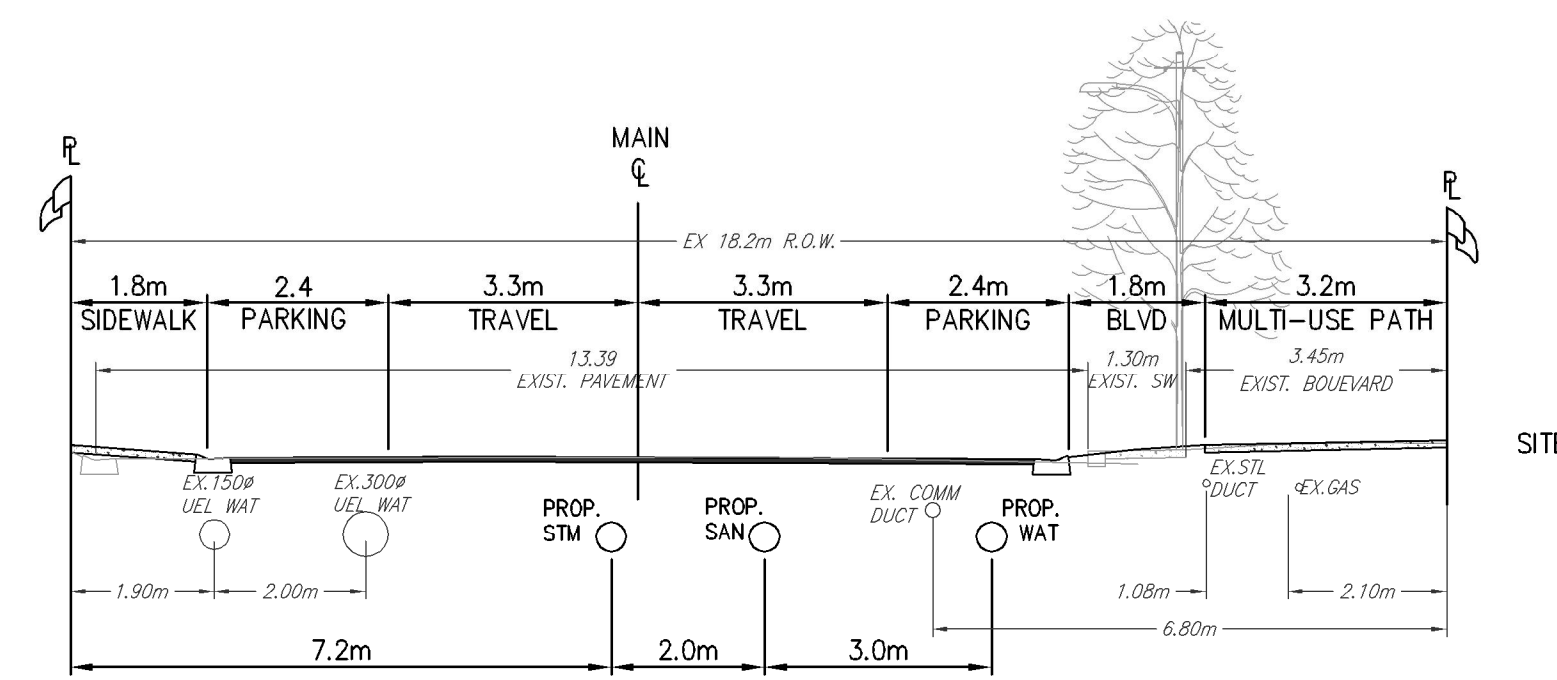 MAIN
℄
℄
℄
EX 18.2m R.O.W.
1.8m 2.4 3.3m 3.3m 2.4m 1.8m 3.2m
SIDEWALK PARKING TRAVEL TRAVEL PARKING BLVD MULTI-USE PATH
13.39 1.30m 3.45m
EXIST. PAVEMENT EXIST. SW EXIST. BOUEVARD
SITE
EX.150ø EX.300ø EX.STL
UEL WAT UEL WAT DUCT EX.GAS
PROP. EX. COMM PROP.
STM PROP. DUCT WAT
SAN
1.90m 2.00m 1.08m 2.10m
6.80m
7.2m 2.0m 3.0m